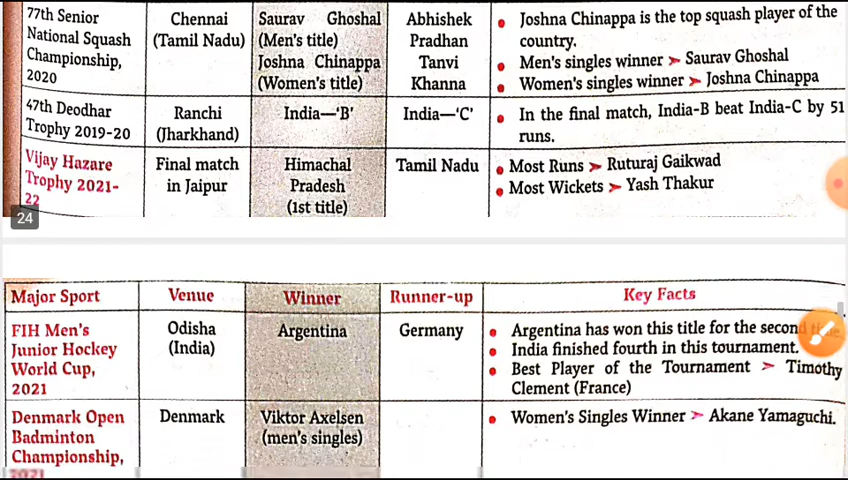 77th Senior
National Squash
Championship,
2020
Chennai
(Tamil Nadu)
Saurav Ghoshal
(Men's title)
Joshna Chinappa
(Women's title)
Abhishek
Pradhan
Tanvi
Khanna
• Joshna Chinappa is the top squash player of the
country.
• Men's singles winner ➤ Saurav Ghoshal
• Women's singles winner ➤ Joshna Chinappa
47th Deodhar
Trophy 2019-20
Ranchi
(Jharkhand)
India—'B'
India—'C'
• In the final match, India-B beat India-C by 51
runs.
Vijay Hazare
Trophy 2021-
22
Final match
in Jaipur
Himachal
Pradesh
(1st title)
Tamil Nadu
• Most Runs ➤ Ruturaj Gaikwad
• Most Wickets ➤ Yash Thakur
24
Major Sport
Venue
Winner
Runner-up
Key Facts
FIH Men's
Junior Hockey
World Cup,
2021
Odisha
(India)
Argentina
Germany
• Argentina has won this title for the second time.
• India finished fourth in this tournament.
• Best Player of the Tournament ➤ Timothy
Clement (France)
Denmark Open
Badminton
Championship,
2021
Denmark
Viktor Axelsen
(men's singles)
• Women's Singles Winner ➤ Akane Yamaguchi.